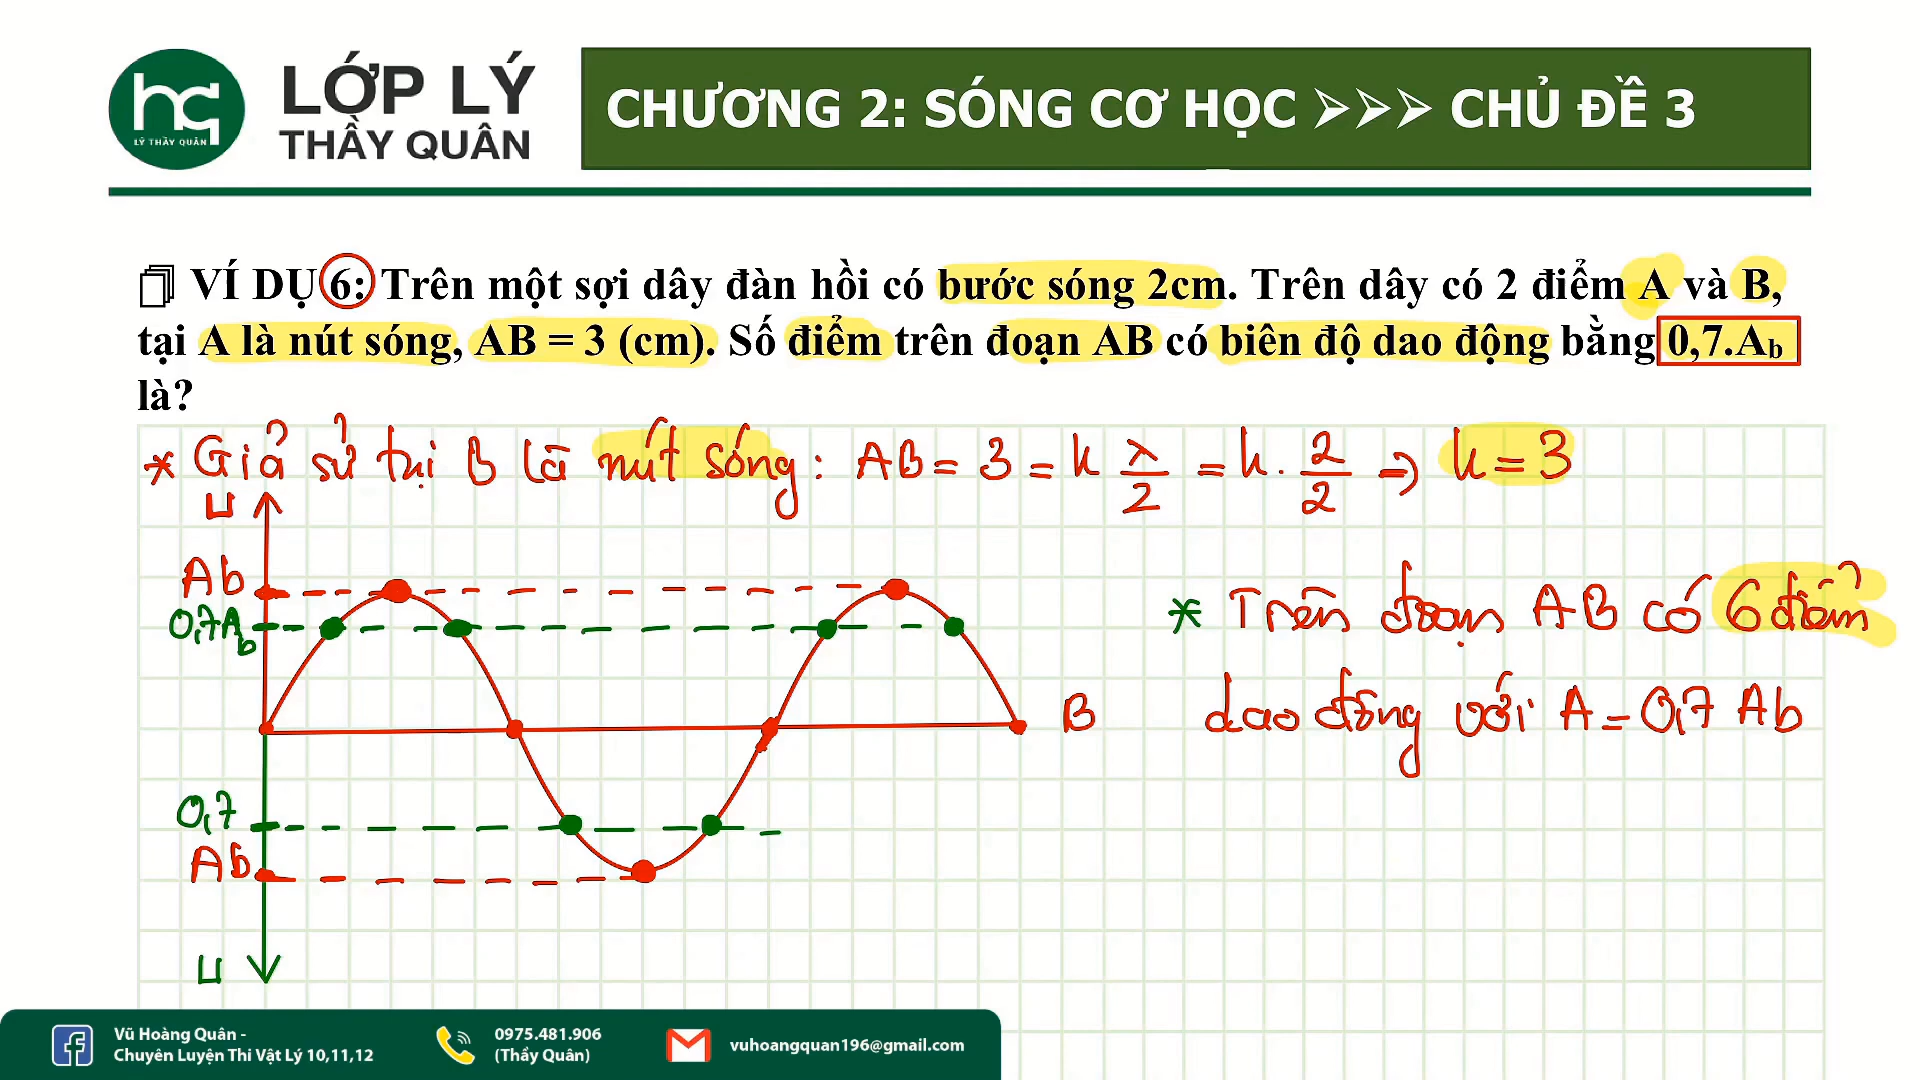 hq
LÝ THẦY QUÂN
LỚP LÝ
THẦY QUÂN
CHƯƠNG 2: SÓNG CƠ HỌC ➢➢➢ CHỦ ĐỀ 3
VÍ DỤ 6: Trên một sợi dây đàn hồi có bước sóng 2cm. Trên dây có 2 điểm A và B,
tại A là nút sóng, AB = 3 (cm). Số điểm trên đoạn AB có biên độ dao động bằng 0,7.Ab
là?
* Giả sử tại B là nút sóng: AB = 3 = k λ/2 = k . 2/2 => k = 3
u
Ab
0,7Ab
* Trên đoạn AB có 6 điểm
dao động với A = 0,7 Ab
B
0,7
Ab
u
Vũ Hoàng Quân -
Chuyên Luyện Thi Vật Lý 10,11,12
0975.481.906
(Thầy Quân)
vuhoangquan196@gmail.com